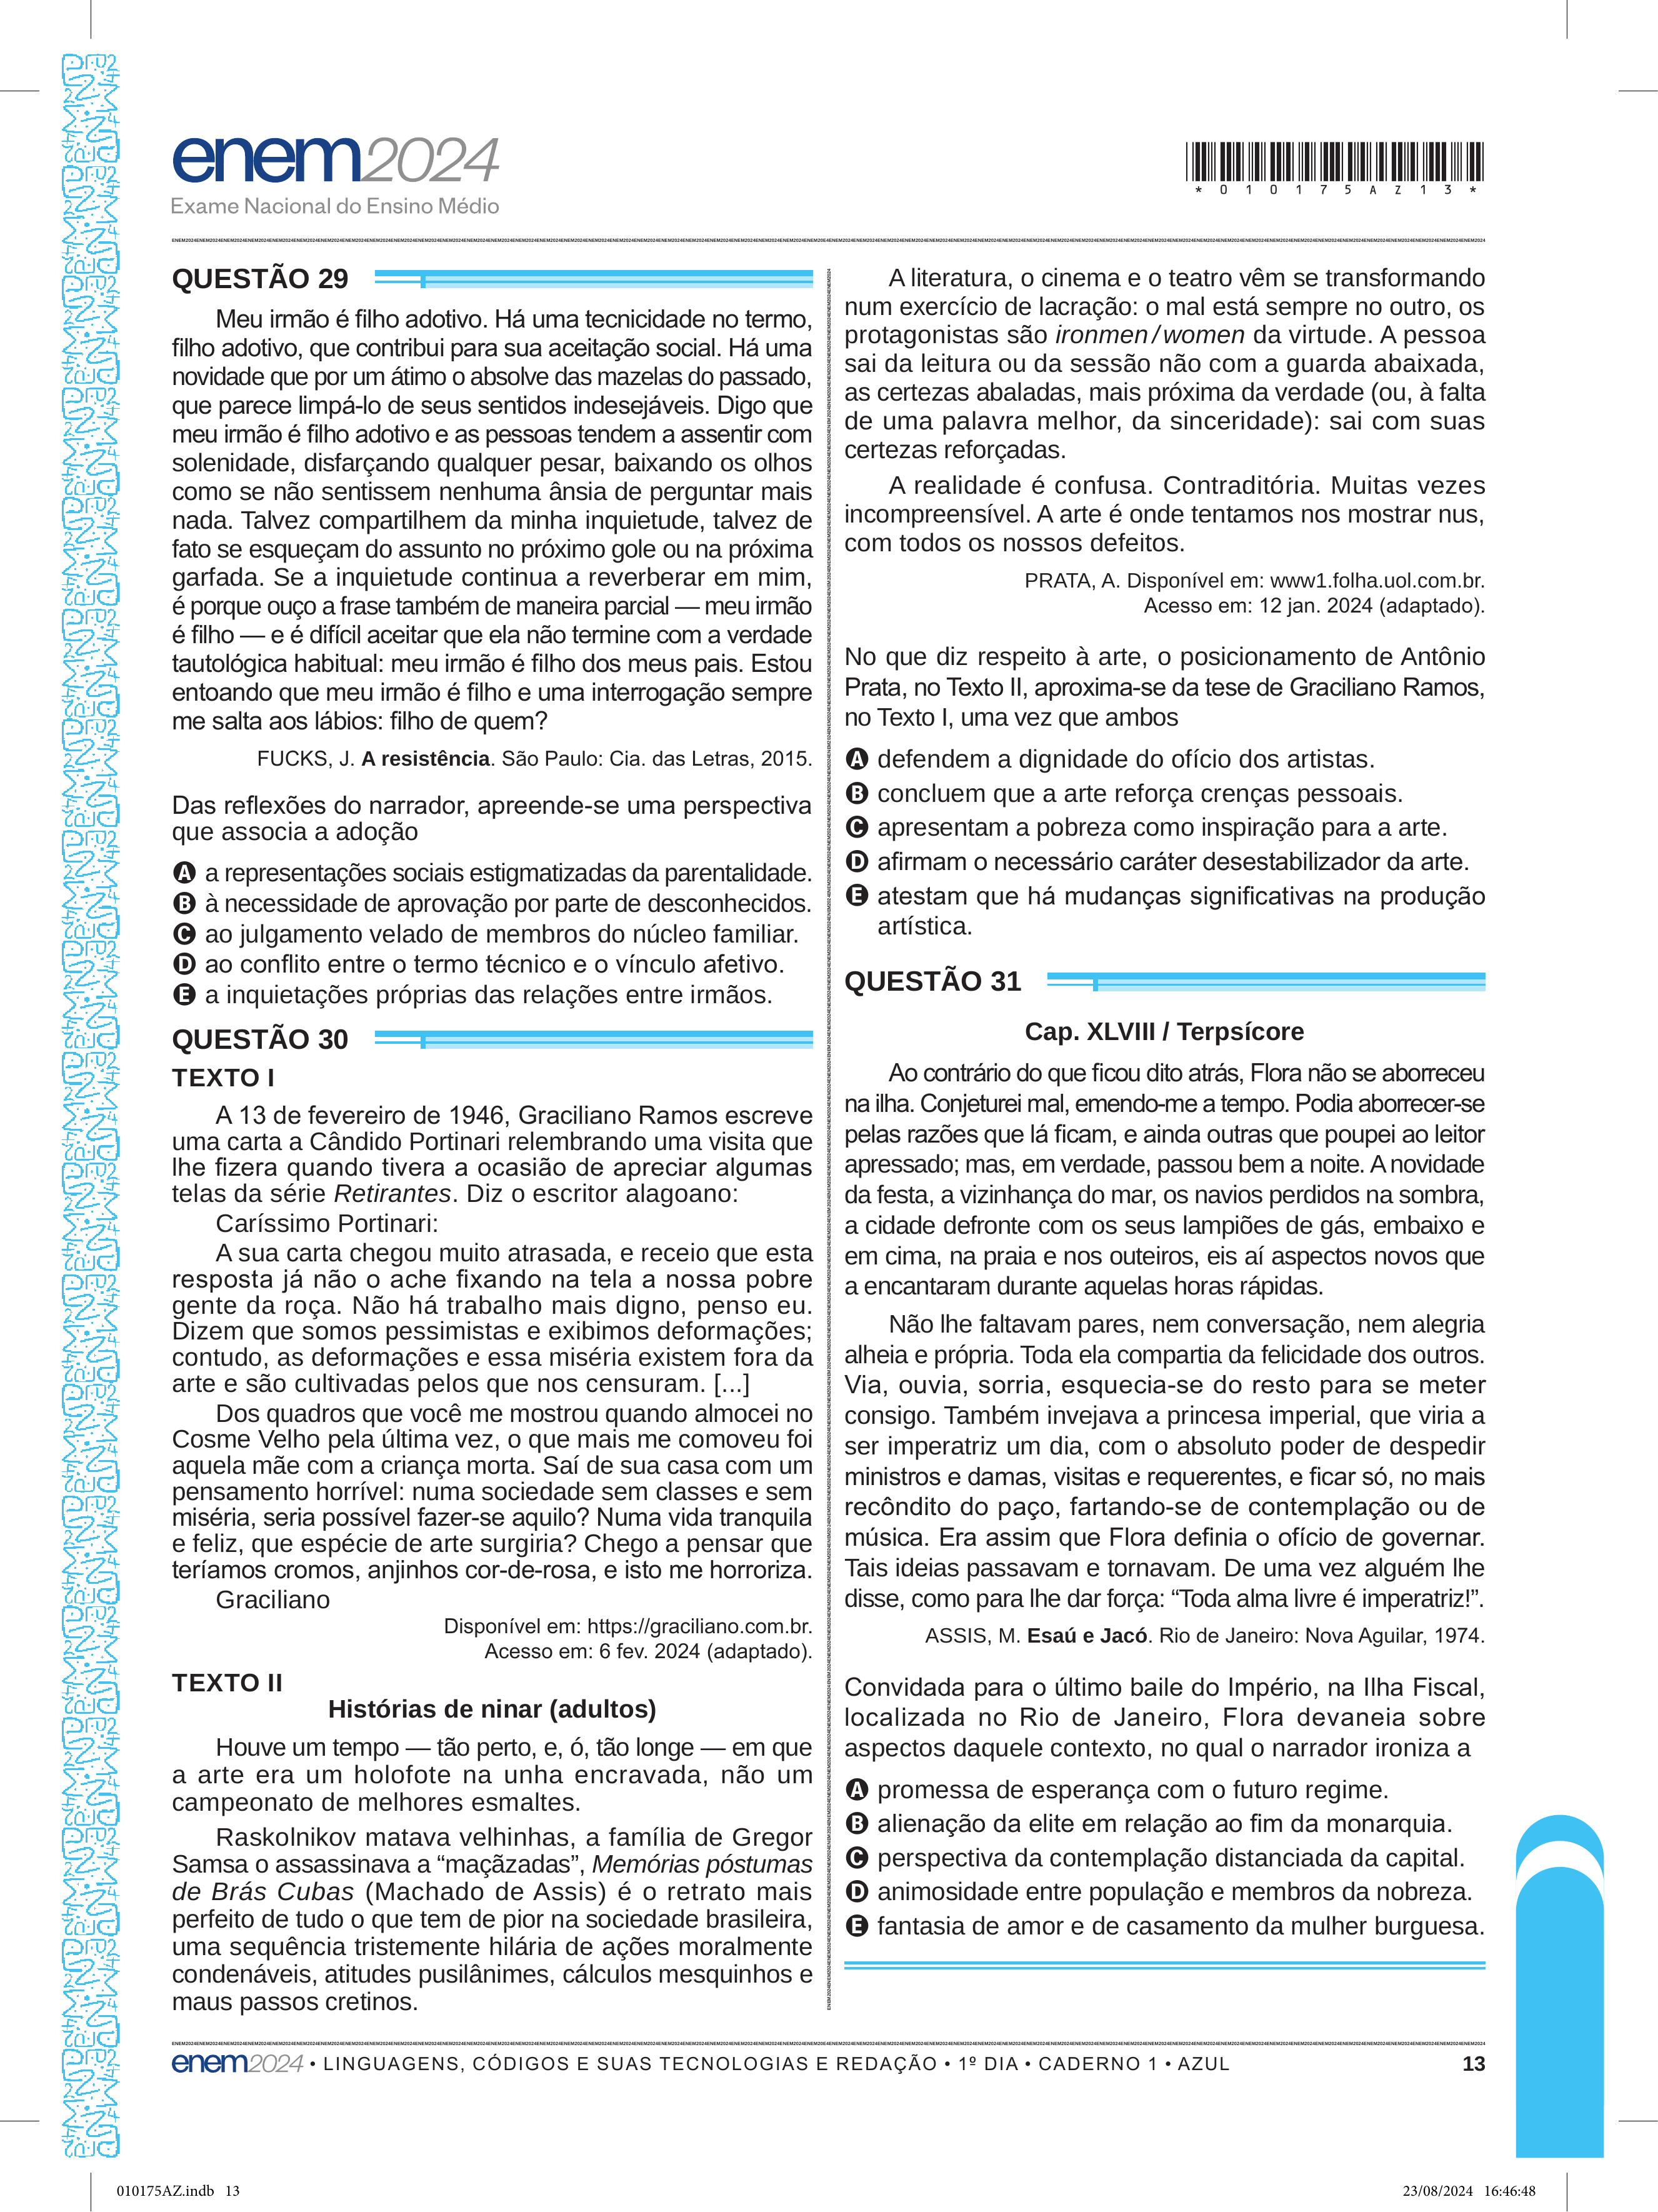 enem2024
Exame Nacional do Ensino Médio
*010175AZ13*
QUESTÃO 29
Meu irmão é filho adotivo. Há uma tecnicidade no termo,
filho adotivo, que contribui para sua aceitação social. Há uma
novidade que por um átimo o absolve das mazelas do passado,
que parece limpá-lo de seus sentidos indesejáveis. Digo que
meu irmão é filho adotivo e as pessoas tendem a assentir com
solenidade, disfarçando qualquer pesar, baixando os olhos
como se não sentissem nenhuma ânsia de perguntar mais
nada. Talvez compartilhem da minha inquietude, talvez de
fato se esqueçam do assunto no próximo gole ou na próxima
garfada. Se a inquietude continua a reverberar em mim,
é porque ouço a frase também de maneira parcial — meu irmão
é filho — e é difícil aceitar que ela não termine com a verdade
tautológica habitual: meu irmão é filho dos meus pais. Estou
entoando que meu irmão é filho e uma interrogação sempre
me salta aos lábios: filho de quem?
FUCKS, J. A resistência. São Paulo: Cia. das Letras, 2015.
Das reflexões do narrador, apreende-se uma perspectiva
que associa a adoção
A a representações sociais estigmatizadas da parentalidade.
B à necessidade de aprovação por parte de desconhecidos.
C ao julgamento velado de membros do núcleo familiar.
D ao conflito entre o termo técnico e o vínculo afetivo.
E a inquietações próprias das relações entre irmãos.
QUESTÃO 30
TEXTO I
A 13 de fevereiro de 1946, Graciliano Ramos escreve
uma carta a Cândido Portinari relembrando uma visita que
lhe fizera quando tivera a ocasião de apreciar algumas
telas da série Retirantes. Diz o escritor alagoano:
Caríssimo Portinari:
A sua carta chegou muito atrasada, e receio que esta
resposta já não o ache fixando na tela a nossa pobre
gente da roça. Não há trabalho mais digno, penso eu.
Dizem que somos pessimistas e exibimos deformações;
contudo, as deformações e essa miséria existem fora da
arte e são cultivadas pelos que nos censuram. [...]
Dos quadros que você me mostrou quando almocei no
Cosme Velho pela última vez, o que mais me comoveu foi
aquela mãe com a criança morta. Saí de sua casa com um
pensamento horrível: numa sociedade sem classes e sem
miséria, seria possível fazer-se aquilo? Numa vida tranquila
e feliz, que espécie de arte surgiria? Chego a pensar que
teríamos cromos, anjinhos cor-de-rosa, e isto me horroriza.
Graciliano
Disponível em: https://graciliano.com.br.
Acesso em: 6 fev. 2024 (adaptado).
TEXTO II
Histórias de ninar (adultos)
Houve um tempo — tão perto, e, ó, tão longe — em que
a arte era um holofote na unha encravada, não um
campeonato de melhores esmaltes.
Raskolnikov matava velhinhas, a família de Gregor
Samsa o assassinava a “maçãzadas”, Memórias póstumas
de Brás Cubas (Machado de Assis) é o retrato mais
perfeito de tudo o que tem de pior na sociedade brasileira,
uma sequência tristemente hilária de ações moralmente
condenáveis, atitudes pusilânimes, cálculos mesquinhos e
maus passos cretinos.
A literatura, o cinema e o teatro vêm se transformando
num exercício de lacração: o mal está sempre no outro, os
protagonistas são ironmen/women da virtude. A pessoa
sai da leitura ou da sessão não com a guarda abaixada,
as certezas abaladas, mais próxima da verdade (ou, à falta
de uma palavra melhor, da sinceridade): sai com suas
certezas reforçadas.
A realidade é confusa. Contraditória. Muitas vezes
incompreensível. A arte é onde tentamos nos mostrar nus,
com todos os nossos defeitos.
PRATA, A. Disponível em: www1.folha.uol.com.br.
Acesso em: 12 jan. 2024 (adaptado).
No que diz respeito à arte, o posicionamento de Antônio
Prata, no Texto II, aproxima-se da tese de Graciliano Ramos,
no Texto I, uma vez que ambos
A defendem a dignidade do ofício dos artistas.
B concluem que a arte reforça crenças pessoais.
C apresentam a pobreza como inspiração para a arte.
D afirmam o necessário caráter desestabilizador da arte.
E atestam que há mudanças significativas na produção
artística.
QUESTÃO 31
Cap. XLVIII / Terpsícore
Ao contrário do que ficou dito atrás, Flora não se aborreceu
na ilha. Conjeturei mal, emendo-me a tempo. Podia aborrecer-se
pelas razões que lá ficam, e ainda outras que poupei ao leitor
apressado; mas, em verdade, passou bem a noite. A novidade
da festa, a vizinhança do mar, os navios perdidos na sombra,
a cidade defronte com os seus lampiões de gás, embaixo e
em cima, na praia e nos outeiros, eis aí aspectos novos que
a encantaram durante aquelas horas rápidas.
Não lhe faltavam pares, nem conversação, nem alegria
alheia e própria. Toda ela compartia da felicidade dos outros.
Via, ouvia, sorria, esquecia-se do resto para se meter
consigo. Também invejava a princesa imperial, que viria a
ser imperatriz um dia, com o absoluto poder de despedir
ministros e damas, visitas e requerentes, e ficar só, no mais
recôndito do paço, fartando-se de contemplação ou de
música. Era assim que Flora definia o ofício de governar.
Tais ideias passavam e tornavam. De uma vez alguém lhe
disse, como para lhe dar força: “Toda alma livre é imperatriz!”.
ASSIS, M. Esaú e Jacó. Rio de Janeiro: Nova Aguilar, 1974.
Convidada para o último baile do Império, na Ilha Fiscal,
localizada no Rio de Janeiro, Flora devaneia sobre
aspectos daquele contexto, no qual o narrador ironiza a
A promessa de esperança com o futuro regime.
B alienação da elite em relação ao fim da monarquia.
C perspectiva da contemplação distanciada da capital.
D animosidade entre população e membros da nobreza.
E fantasia de amor e de casamento da mulher burguesa.
enem2024 • LINGUAGENS, CÓDIGOS E SUAS TECNOLOGIAS E REDAÇÃO • 1º DIA • CADERNO 1 • AZUL
13
010175AZ.indb 13
23/08/2024 16:46:48